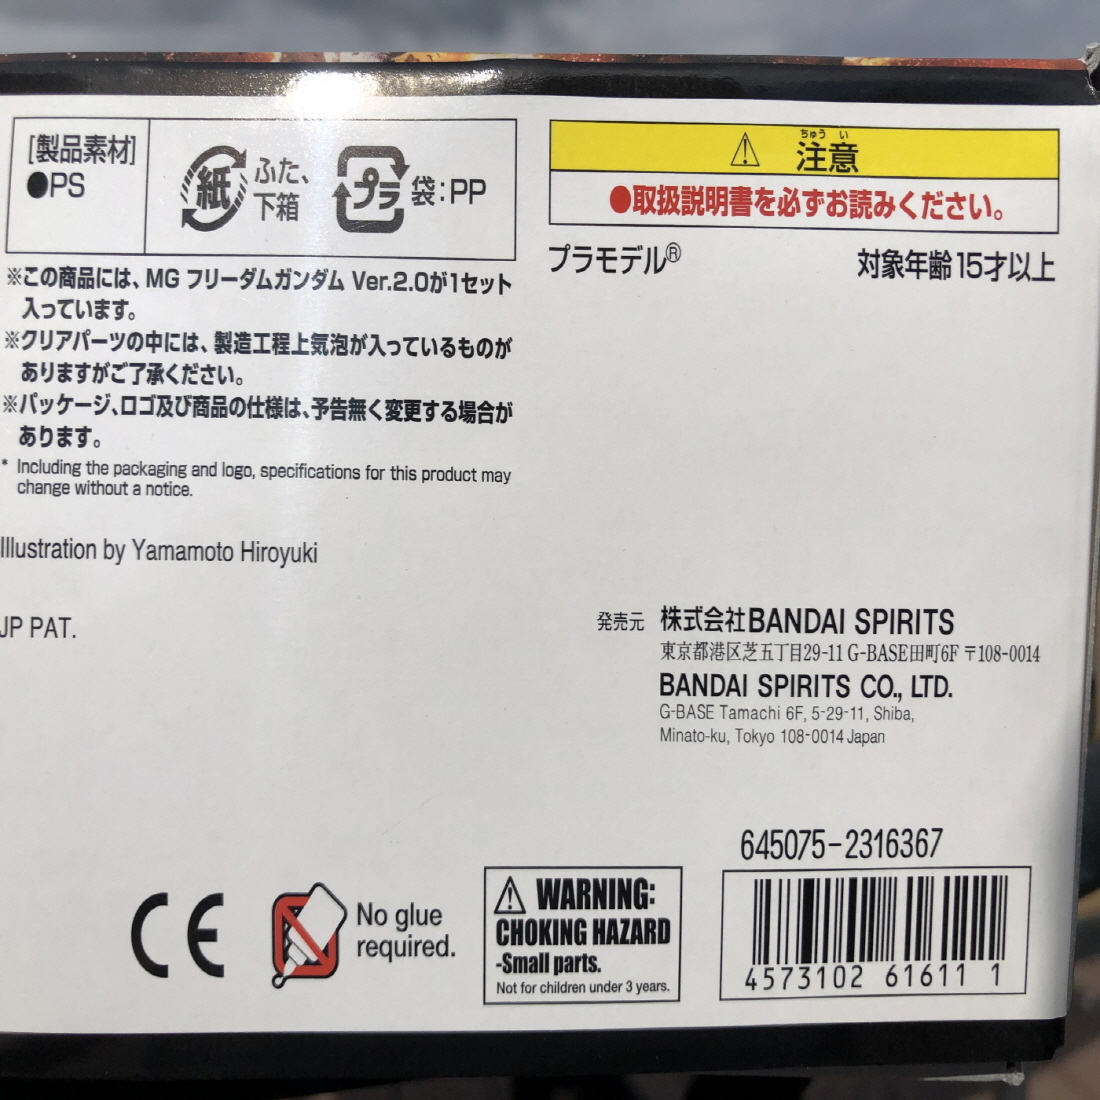 [製品素材]
●PS
紙
ふた、
下箱
プラ
袋:PP
※この商品には、MG フリーダムガンダム Ver.2.0が1セット
入っています。
※クリアパーツの中には、製造工程上気泡が入っているものが
ありますがご了承ください。
※パッケージ、ロゴ及び商品の仕様は、予告無く変更する場合が
あります。
* Including the packaging and logo, specifications for this product may
change without a notice.
Illustration by Yamamoto Hiroyuki
JP PAT.
ちゅう い
注意
●取扱説明書を必ずお読みください。
プラモデル® 対象年齢15才以上
発売元 株式会社BANDAI SPIRITS
東京都港区芝五丁目29-11 G-BASE田町6F 〒108-0014
BANDAI SPIRITS CO., LTD.
G-BASE Tamachi 6F, 5-29-11, Shiba,
Minato-ku, Tokyo 108-0014 Japan
CE
No glue
required.
WARNING:
CHOKING HAZARD
-Small parts.
Not for children under 3 years.
645075-2316367
4573102 61611 1